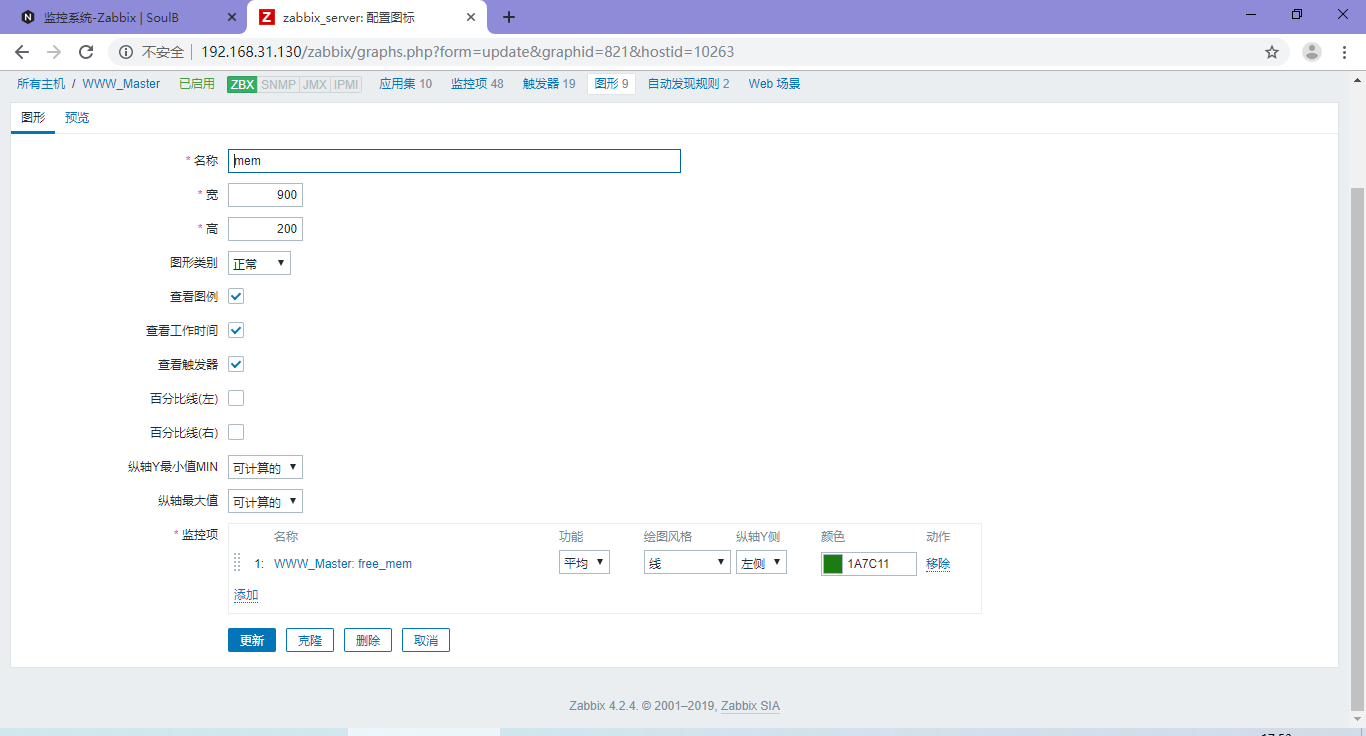 监控系统-Zabbix | SoulB
zabbix_server: 配置图标
不安全 192.168.31.130/zabbix/graphs.php?form=update&graphid=821&hostid=10263
所有主机 / WWW_Master 已启用 ZBX SNMP JMX IPMI 应用集 10 监控项 48 触发器 19 图形 9 自动发现规则 2 Web 场景
图形 预览
* 名称 mem
* 宽 900
* 高 200
图形类别 正常
查看图例
查看工作时间
查看触发器
百分比线(左)
百分比线(右)
纵轴Y最小值MIN 可计算的
纵轴最大值 可计算的
* 监控项 名称 功能 绘图风格 纵轴Y侧 颜色 动作
1: WWW_Master: free_mem 平均 线 左侧 1A7C11 移除
添加
更新 克隆 删除 取消
Zabbix 4.2.4. © 2001–2019, Zabbix SIA